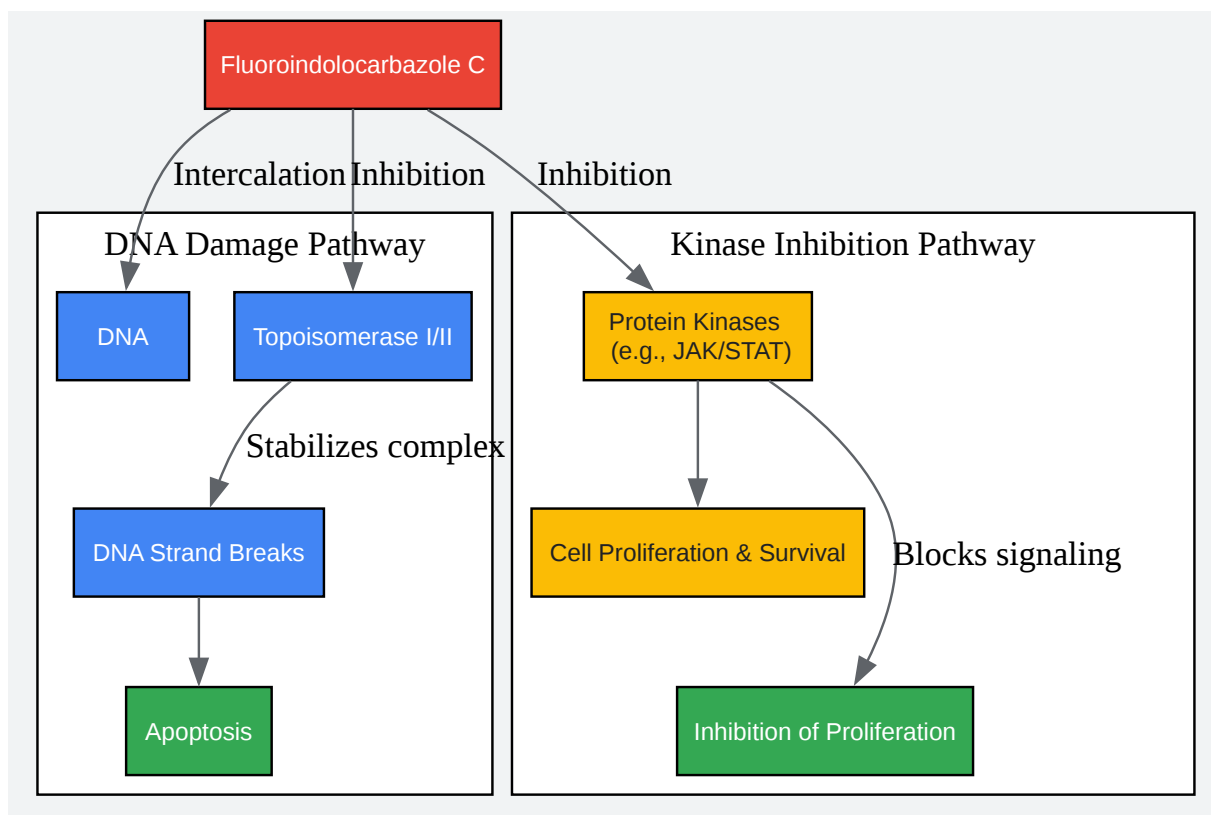 Fluoroindolocarbazole C
Intercalation
Inhibition
Inhibition
DNA Damage Pathway
Kinase Inhibition Pathway
DNA
Topoisomerase I/II
Protein Kinases
(e.g., JAK/STAT)
Stabilizes complex
DNA Strand Breaks
Cell Proliferation & Survival
Blocks signaling
Apoptosis
Inhibition of Proliferation